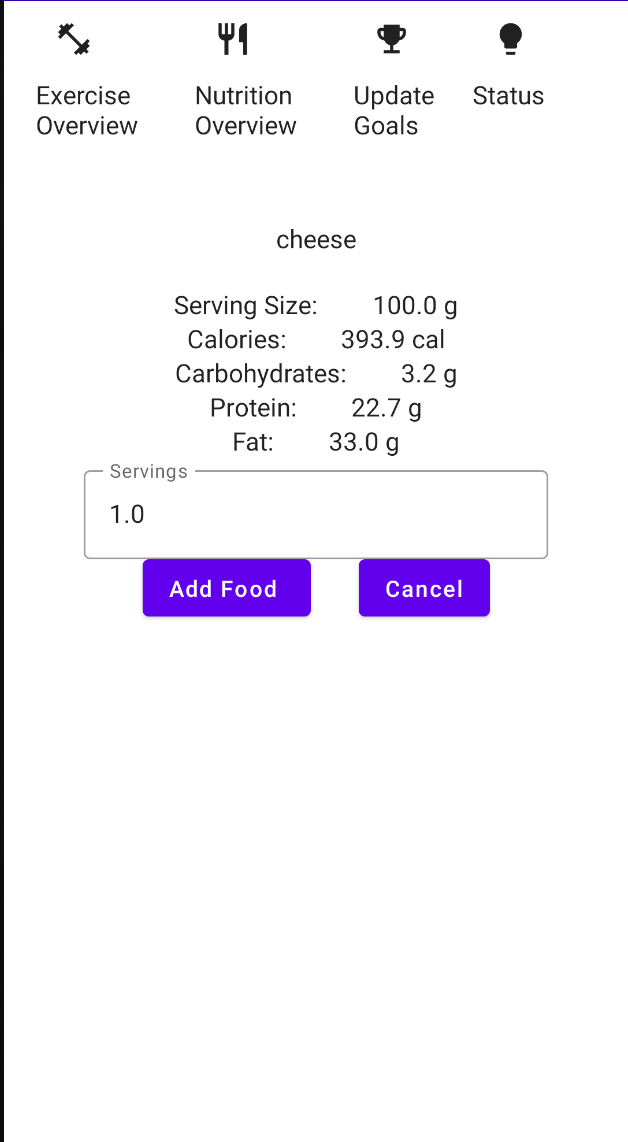 Exercise Overview
Nutrition Overview
Update Goals
Status
cheese
Serving Size: 100.0 g
Calories: 393.9 cal
Carbohydrates: 3.2 g
Protein: 22.7 g
Fat: 33.0 g
Servings
1.0
Add Food Cancel